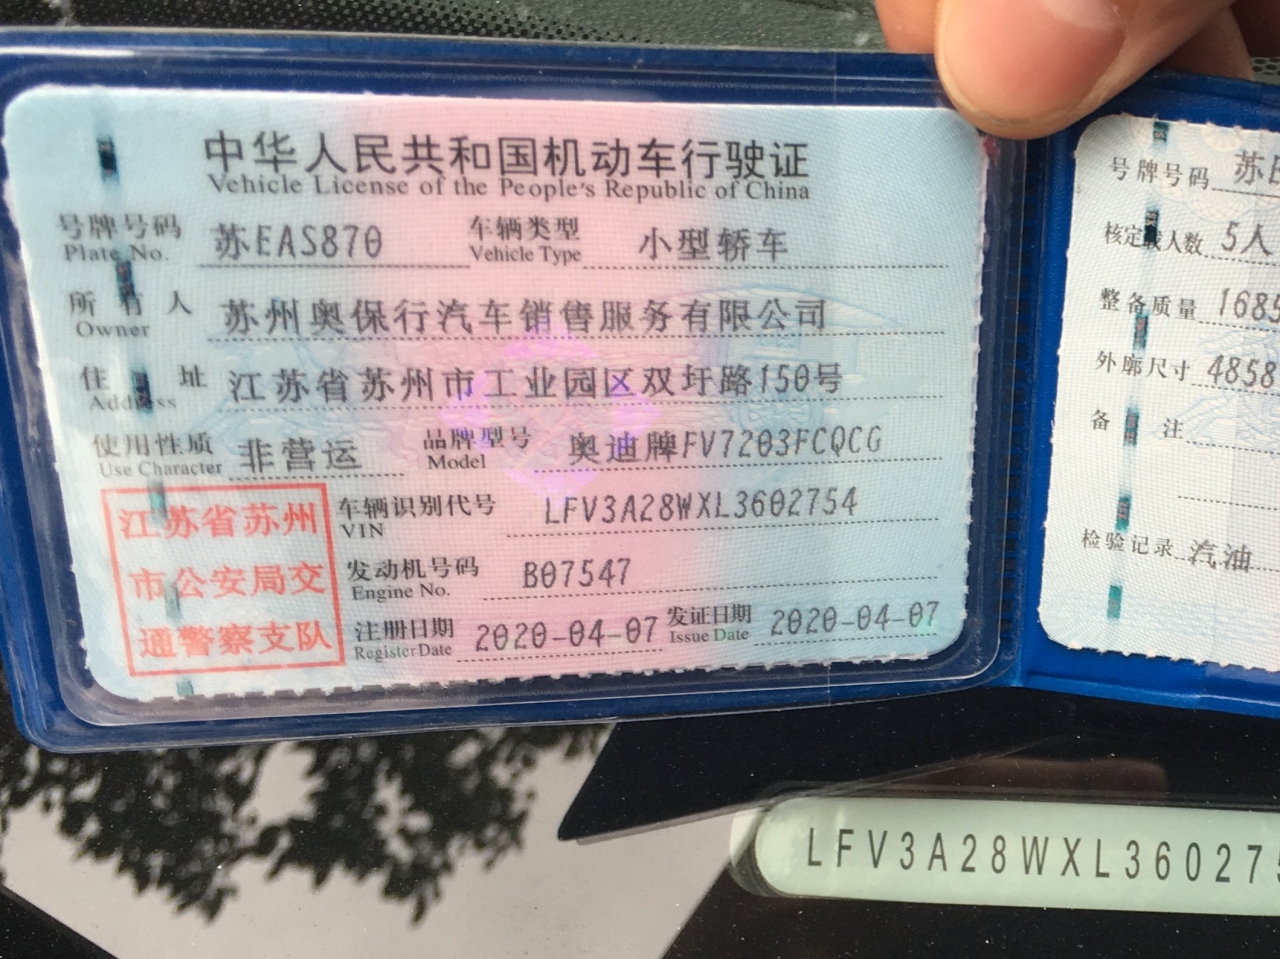 中华人民共和国机动车行驶证
Vehicle License of the People's Republic of China
号牌号码 苏EAS870 车辆类型 小型轿车
Plate No. Vehicle Type
所有人 苏州奥保行汽车销售服务有限公司
Owner
住址 江苏省苏州市工业园区双圩路150号
Address
使用性质 非营运 品牌型号 奥迪牌FV7203FCQCG
Use Character Model
车辆识别代号 LFV3A28WXL3602754
VIN
发动机号码 B07547
Engine No.
注册日期 2020-04-07 发证日期 2020-04-07
Register Date Issue Date
江苏省苏州
市公安局交
通警察支队
号牌号码 苏E
核定载人数 5人
整备质量 1685
外廓尺寸 4858
备注
检验记录 汽油
LFV3A28WXL360275